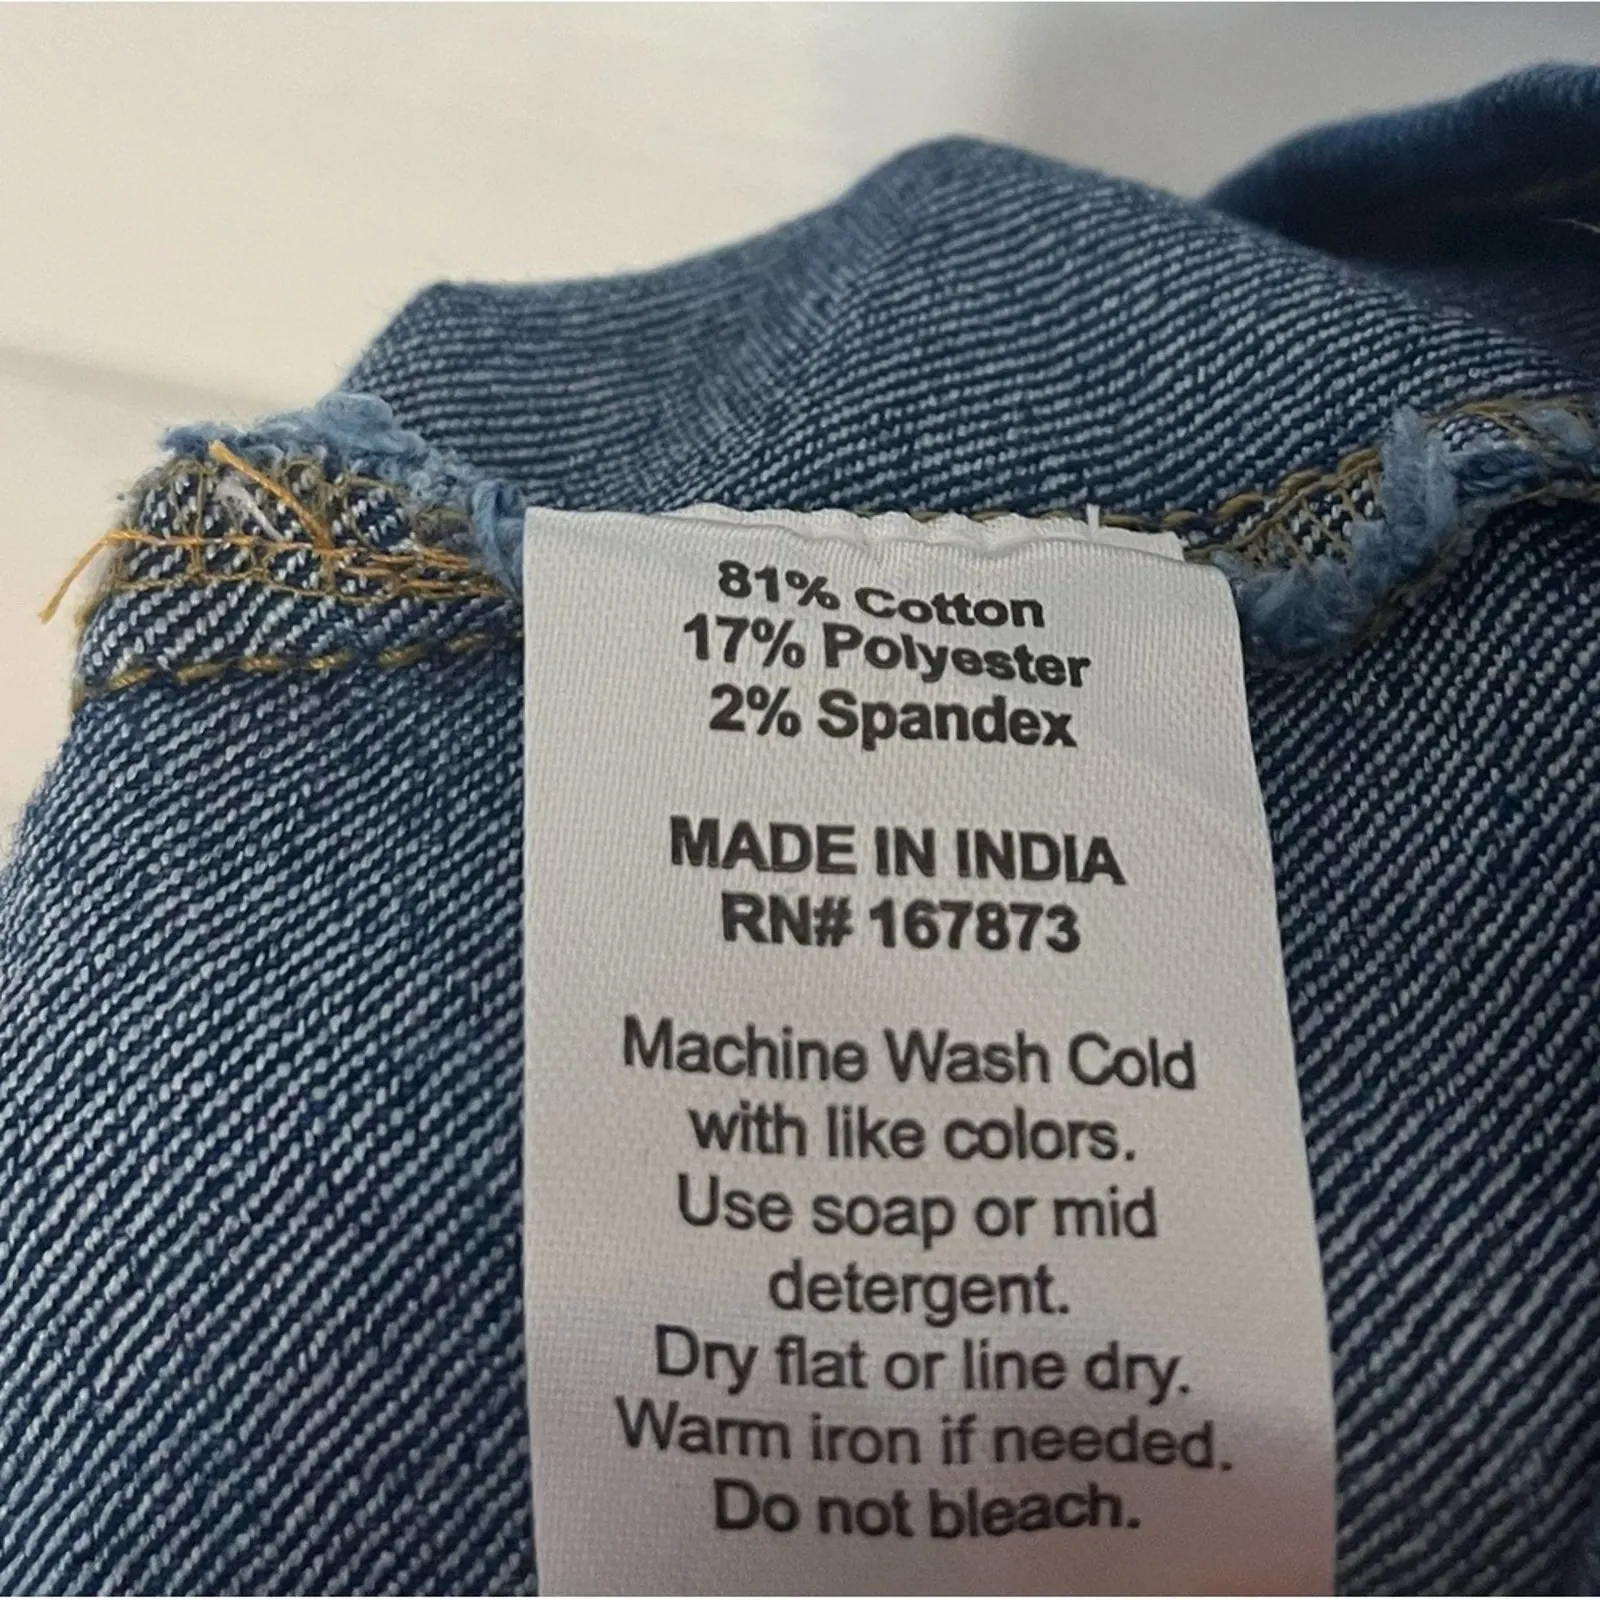 81% Cotton
17% Polyester
2% Spandex
MADE IN INDIA
RN# 167873
Machine Wash Cold
with like colors.
Use soap or mid
detergent.
Dry flat or line dry.
Warm iron if needed.
Do not bleach.